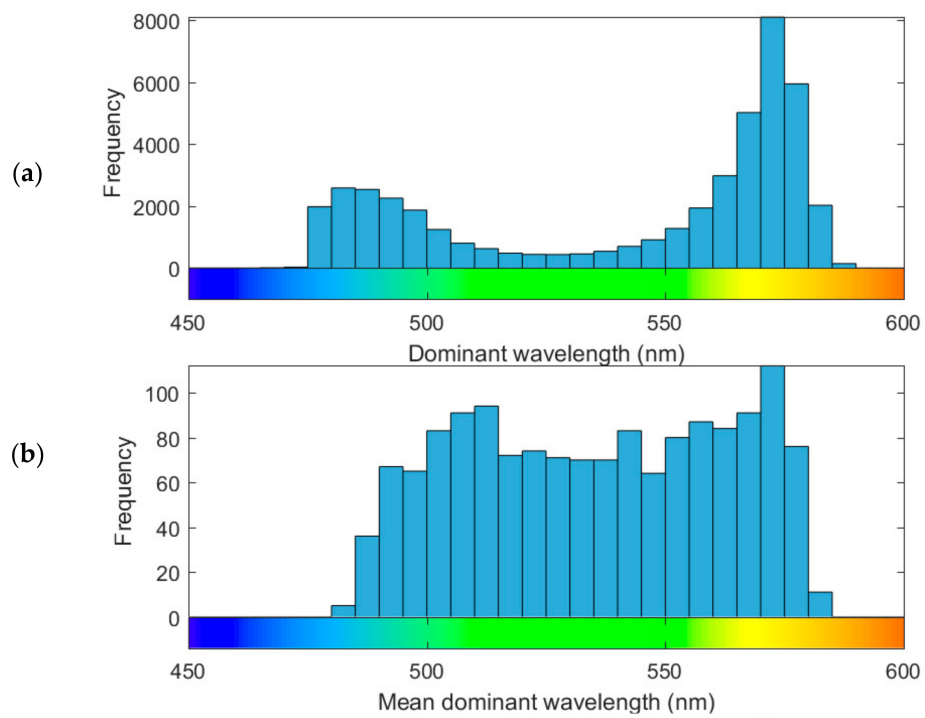 (a)
Frequency
8000
6000
4000
2000
0
450 500 550 600
Dominant wavelength (nm)
(b)
Frequency
100
80
60
40
20
0
450 500 550 600
Mean dominant wavelength (nm)